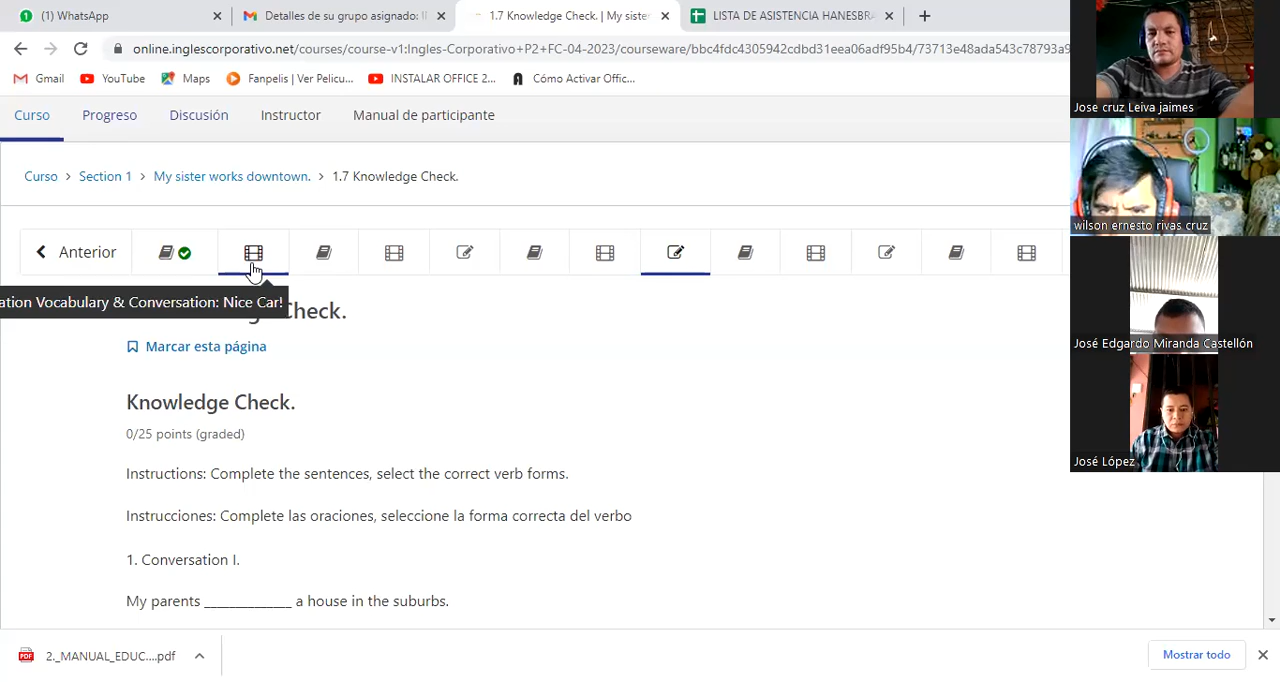 (1) WhatsApp
Detalles de su grupo asignado: I
1.7 Knowledge Check. | My siste
LISTA DE ASISTENCIA HANESBRA
online.inglescorporativo.net/courses/course-v1:Ingles-Corporativo+P2+FC-04-2023/courseware/bbc4fdc4305942cdbd31eea06adf95b4/73713e48ada543c78793a9
Gmail
YouTube
Maps
Fanpelis | Ver Pelicu...
INSTALAR OFFICE 2...
Cómo Activar Offic...
Curso
Progreso
Discusión
Instructor
Manual de participante
Curso > Section 1 > My sister works downtown. > 1.7 Knowledge Check.
Anterior
ation Vocabulary & Conversation: Nice Car!
Check.
Marcar esta página
Knowledge Check.
0/25 points (graded)
Instructions: Complete the sentences, select the correct verb forms.
Instrucciones: Complete las oraciones, seleccione la forma correcta del verbo
1. Conversation I.
My parents _____________ a house in the suburbs.
2._MANUAL_EDUC....pdf
Mostrar todo
Jose cruz Leiva jaimes
wilson ernesto rivas cruz
José Edgardo Miranda Castellón
José López